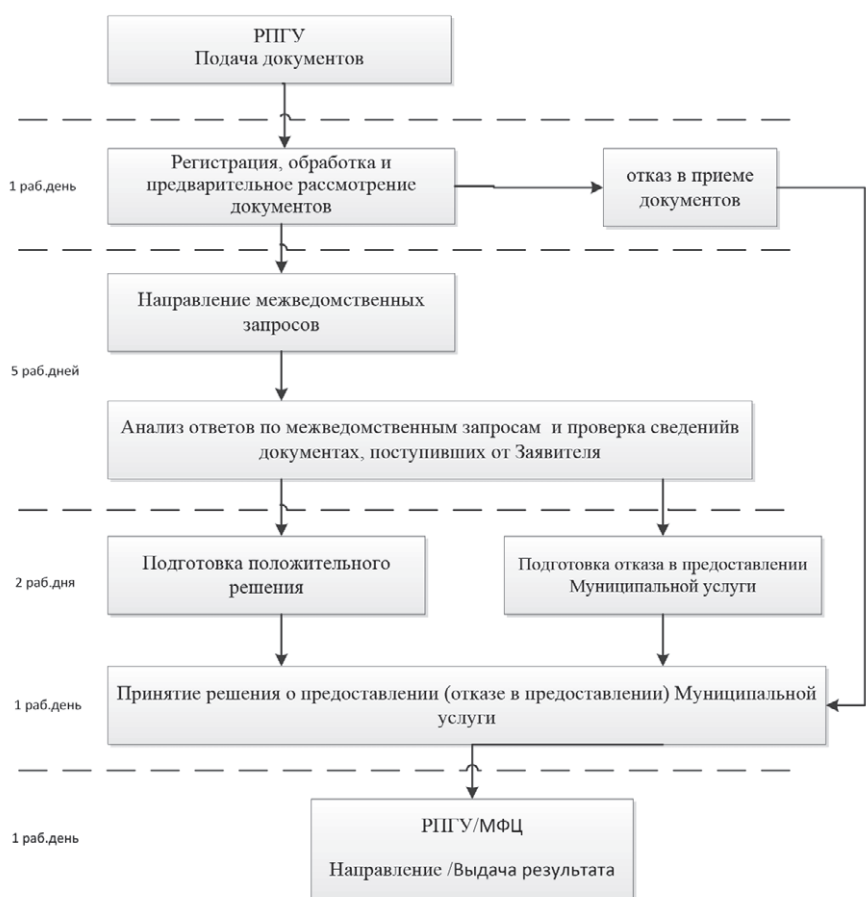 РПГУ
Подача документов
1 раб.день
Регистрация, обработка и
предварительное рассмотрение
документов
отказ в приеме
документов
Направление межведомственных
запросов
5 раб.дней
Анализ ответов по межведомственным запросам и проверка сведенийв
документах, поступивших от Заявителя
2 раб.дня
Подготовка положительного
решения
Подготовка отказа в предоставлении
Муниципальной услуги
1 раб.день
Принятие решения о предоставлении (отказе в предоставлении) Муниципальной
услуги
1 раб.день
РПГУ/МФЦ
Направление /Выдача результата